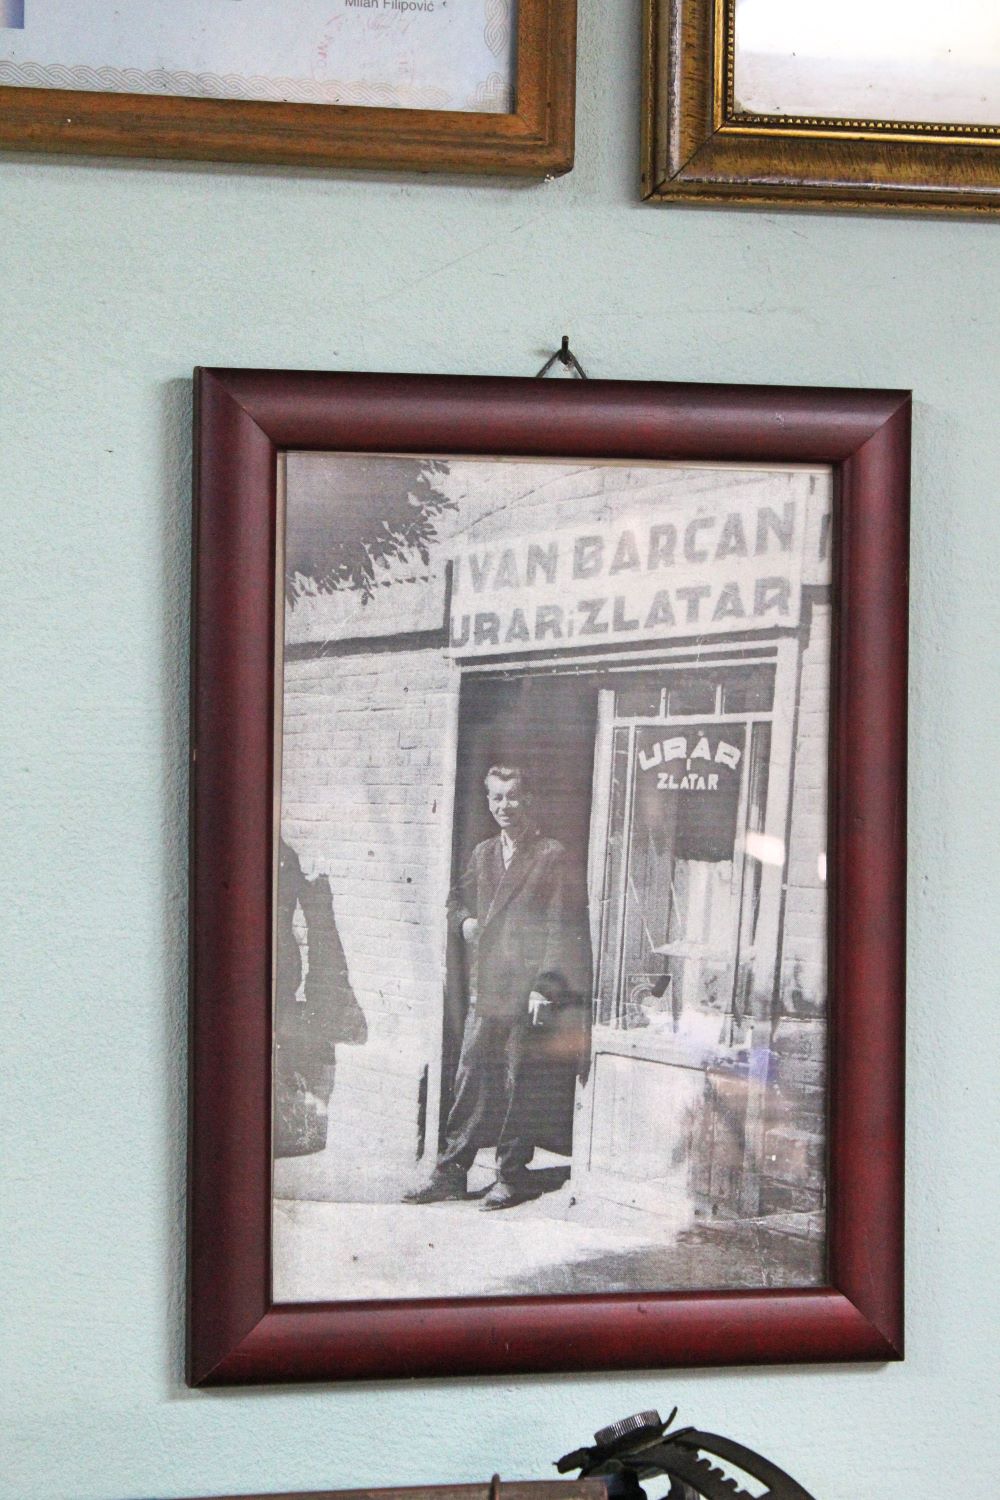 Milan Filipović
IVAN BARČAN
URAR i ZLATAR
URAR
i
ZLATAR